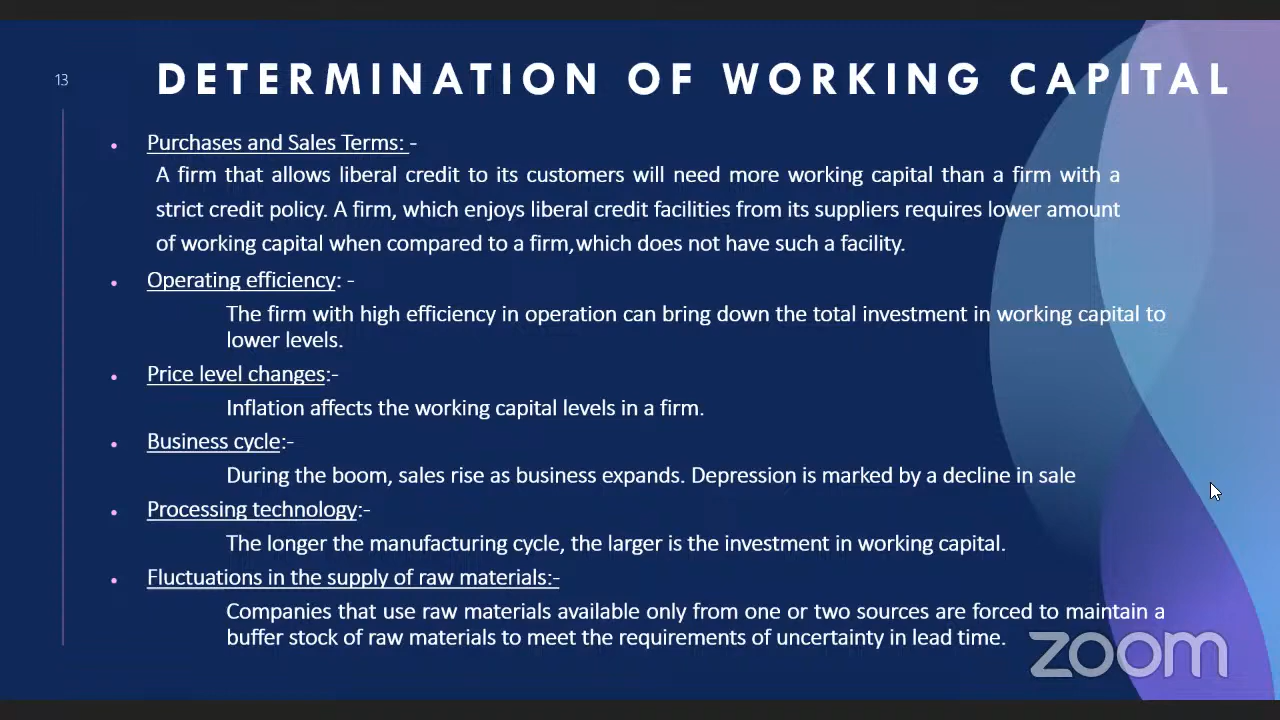 13
DETERMINATION OF WORKING CAPITAL
• Purchases and Sales Terms: -
A firm that allows liberal credit to its customers will need more working capital than a firm with a
strict credit policy. A firm, which enjoys liberal credit facilities from its suppliers requires lower amount
of working capital when compared to a firm,which does not have such a facility.
• Operating efficiency: -
The firm with high efficiency in operation can bring down the total investment in working capital to
lower levels.
• Price level changes:-
Inflation affects the working capital levels in a firm.
• Business cycle:-
During the boom, sales rise as business expands. Depression is marked by a decline in sale
• Processing technology:-
The longer the manufacturing cycle, the larger is the investment in working capital.
• Fluctuations in the supply of raw materials:-
Companies that use raw materials available only from one or two sources are forced to maintain a
buffer stock of raw materials to meet the requirements of uncertainty in lead time.
zoom